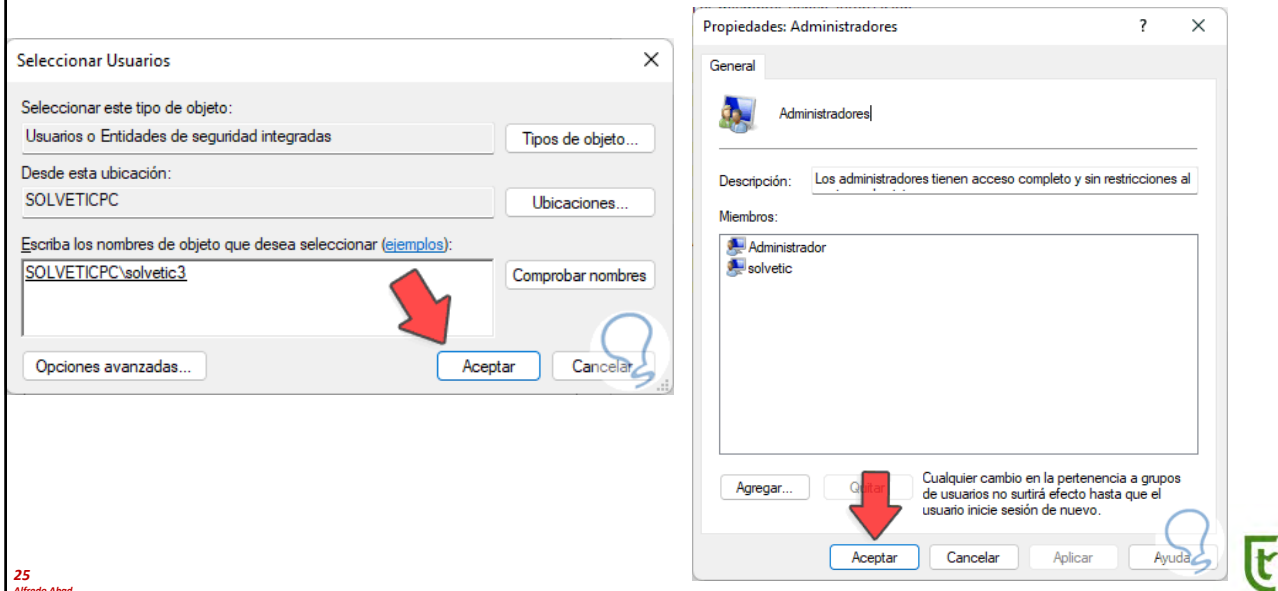 Seleccionar Usuarios
Seleccionar este tipo de objeto:
Usuarios o Entidades de seguridad integradas
Tipos de objeto...
Desde esta ubicación:
SOLVETICPC
Ubicaciones...
Escriba los nombres de objeto que desea seleccionar (ejemplos):
SOLVETICPC\solvetic3
Comprobar nombres
Opciones avanzadas...
Aceptar
Cancelar
Propiedades: Administradores
?
General
Administradores
Descripción:
Los administradores tienen acceso completo y sin restricciones al
Miembros:
Administrador
solvetic
Agregar...
Quitar
Cualquier cambio en la pertenencia a grupos
de usuarios no surtirá efecto hasta que el
usuario inicie sesión de nuevo.
Aceptar
Cancelar
Aplicar
Ayuda
25
Alfredo Abad